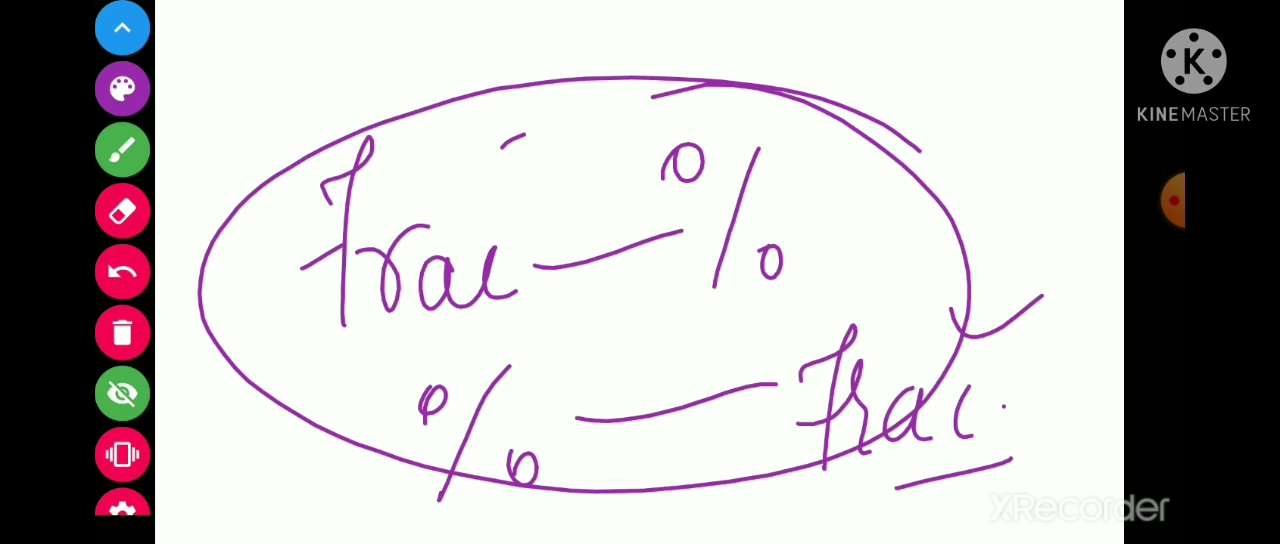 Frac — %
% — Frac.
KINEMASTER
XRecorder